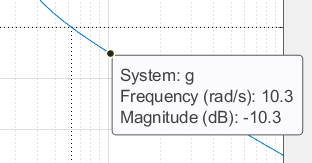 System: g
Frequency (rad/s): 10.3
Magnitude (dB): -10.3